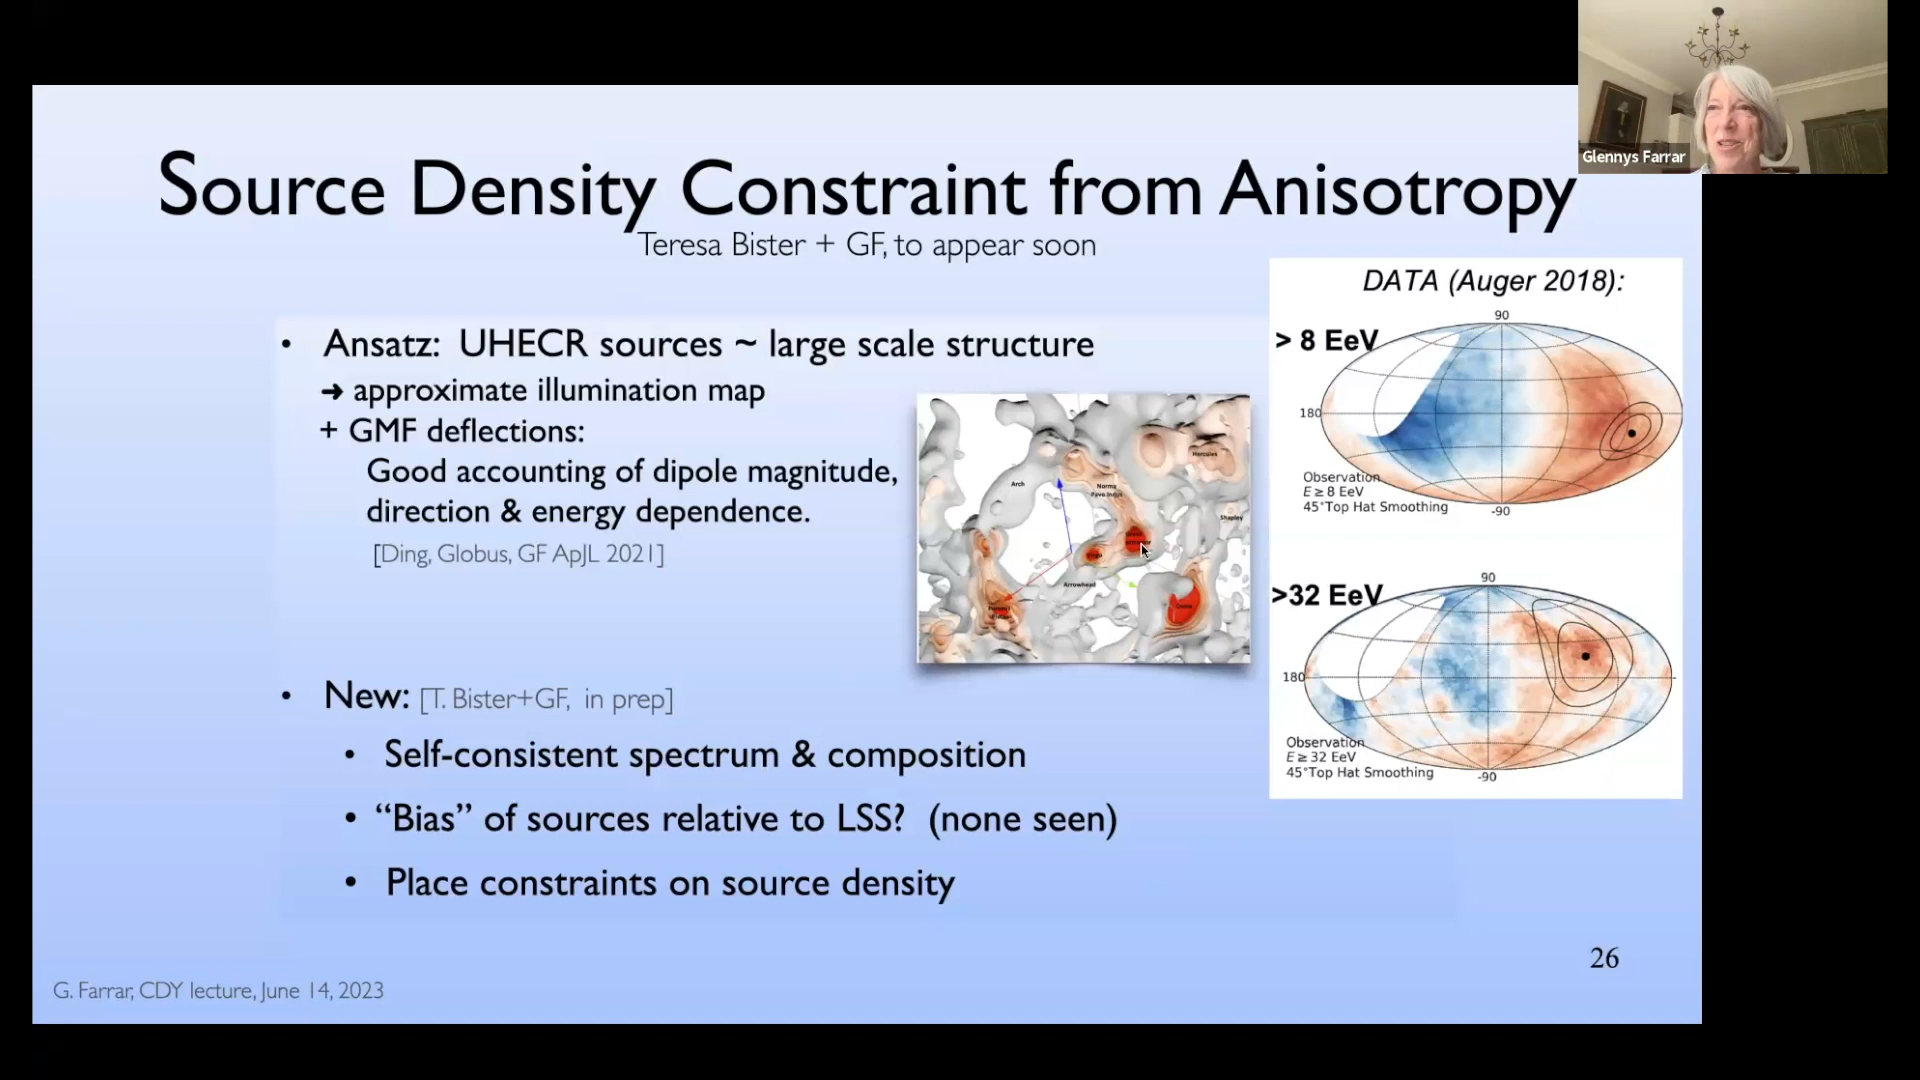 Glennys Farrar
Source Density Constraint from Anisotropy
Teresa Bister + GF, to appear soon
• Ansatz: UHECR sources ~ large scale structure
➜ approximate illumination map
+ GMF deflections:
Good accounting of dipole magnitude,
direction & energy dependence.
[Ding, Globus, GF ApJL 2021]
Arch
Norma
Pavo Indus
Hercules
Shapley
Arrowhead
Coma
DATA (Auger 2018):
> 8 EeV
90
180
Observation
E ≥ 8 EeV
45°Top Hat Smoothing
-90
>32 EeV
90
180
Observation
E ≥ 32 EeV
45°Top Hat Smoothing
-90
• New: [T. Bister+GF, in prep]
• Self-consistent spectrum & composition
• “Bias” of sources relative to LSS? (none seen)
• Place constraints on source density
26
G. Farrar, CDY lecture, June 14, 2023